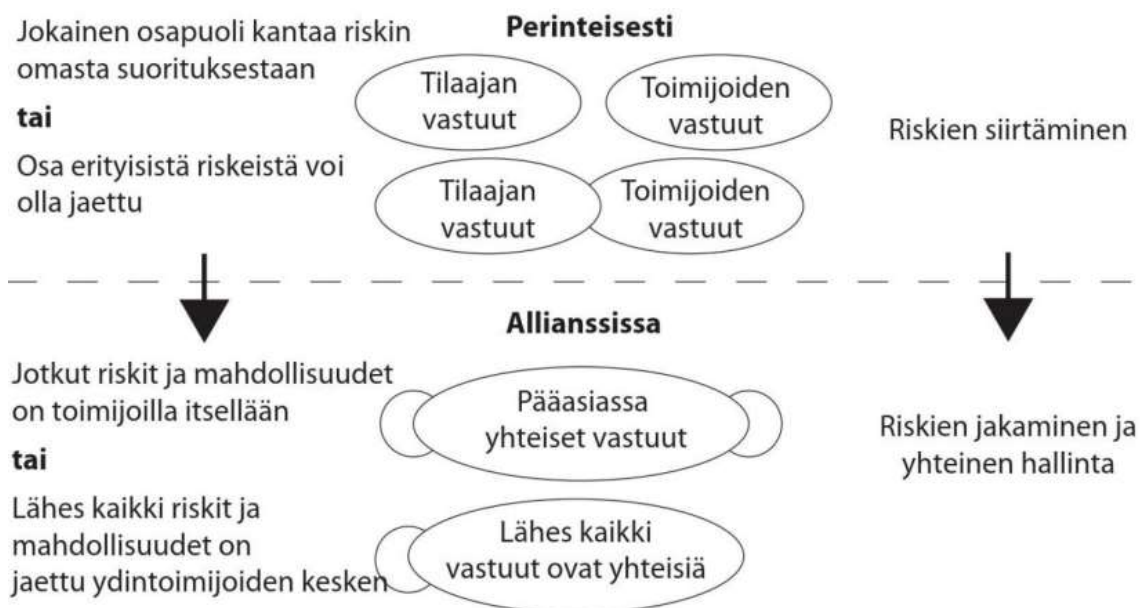 Jokainen osapuoli kantaa riskin
omasta suorituksestaan
tai
Osa erityisistä riskeistä voi
olla jaettu
Perinteisesti
Tilaajan
vastuut
Toimijoiden
vastuut
Tilaajan
vastuut
Toimijoiden
vastuut
Riskien siirtäminen
Allianssissa
Jotkut riskit ja mahdollisuudet
on toimijoilla itsellään
tai
Lähes kaikki riskit ja
mahdollisuudet on
jaettu ydintoimijoiden kesken
Pääasiassa
yhteiset vastuut
Lähes kaikki
vastuut ovat yhteisiä
Riskien jakaminen ja
yhteinen hallinta